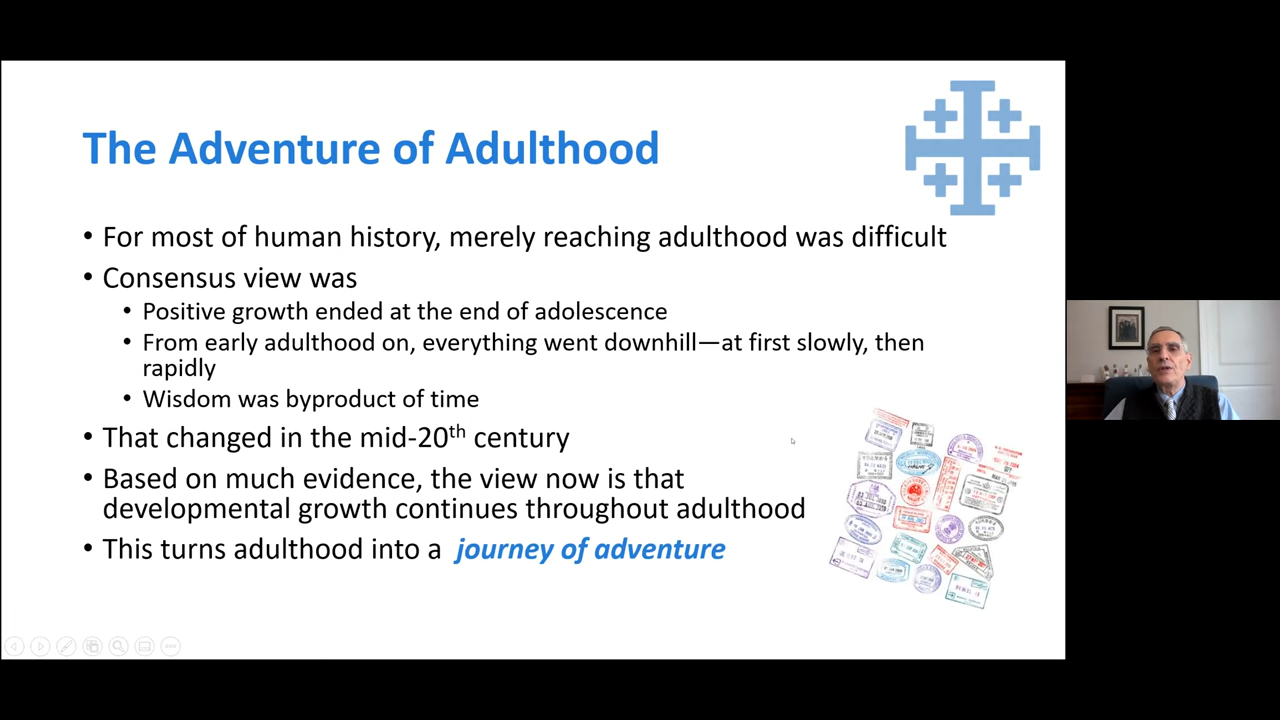 The Adventure of Adulthood
• For most of human history, merely reaching adulthood was difficult
• Consensus view was
• Positive growth ended at the end of adolescence
• From early adulthood on, everything went downhill—at first slowly, then
rapidly
• Wisdom was byproduct of time
• That changed in the mid-20th century
• Based on much evidence, the view now is that
developmental growth continues throughout adulthood
• This turns adulthood into a journey of adventure